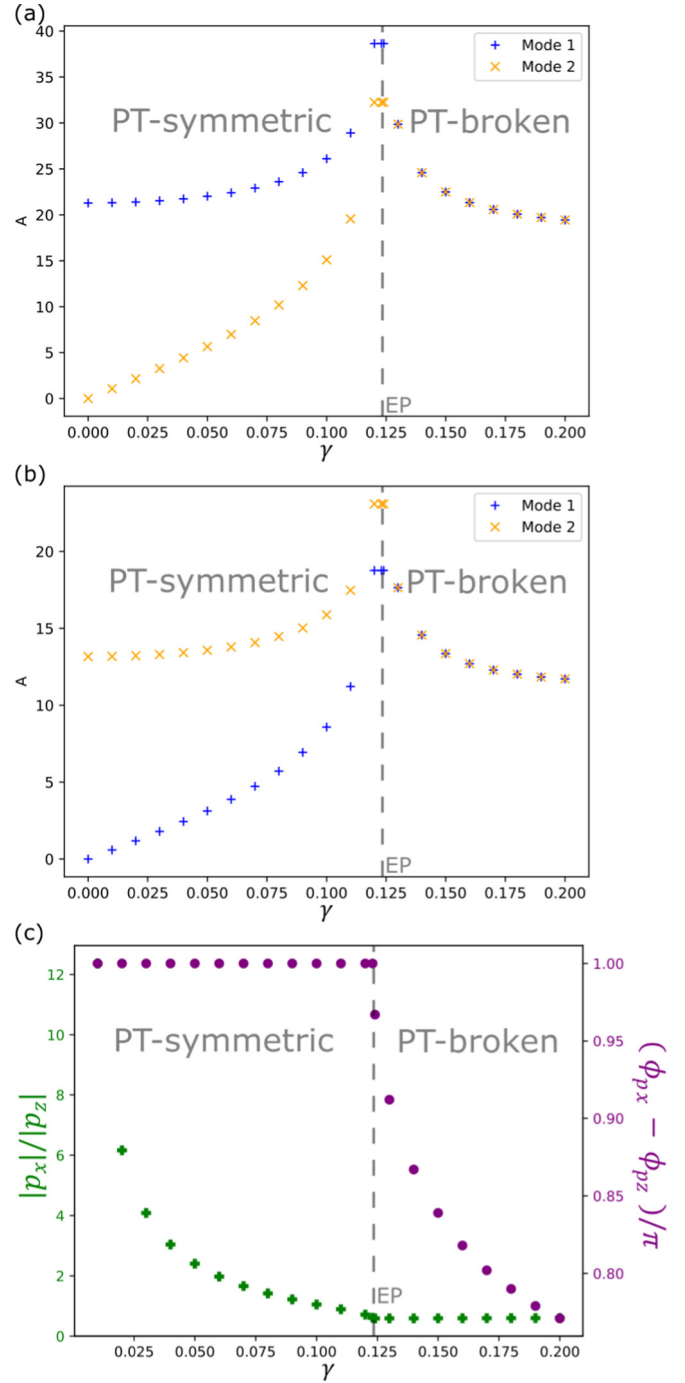 (a)
40
35
30
25
20
15
10
5
0
A
Mode 1
Mode 2
PT-symmetric
PT-broken
EP
0.000 0.025 0.050 0.075 0.100 0.125 0.150 0.175 0.200
γ
(b)
20
15
10
5
0
A
Mode 1
Mode 2
PT-symmetric
PT-broken
EP
0.000 0.025 0.050 0.075 0.100 0.125 0.150 0.175 0.200
γ
(c)
12
10
8
6
4
2
0
|p_x|/|p_z|
PT-symmetric
PT-broken
EP
1.00
0.95
0.90
0.85
0.80
(ϕ_{px} − ϕ_{pz})/π
0.025 0.050 0.075 0.100 0.125 0.150 0.175 0.200
γ